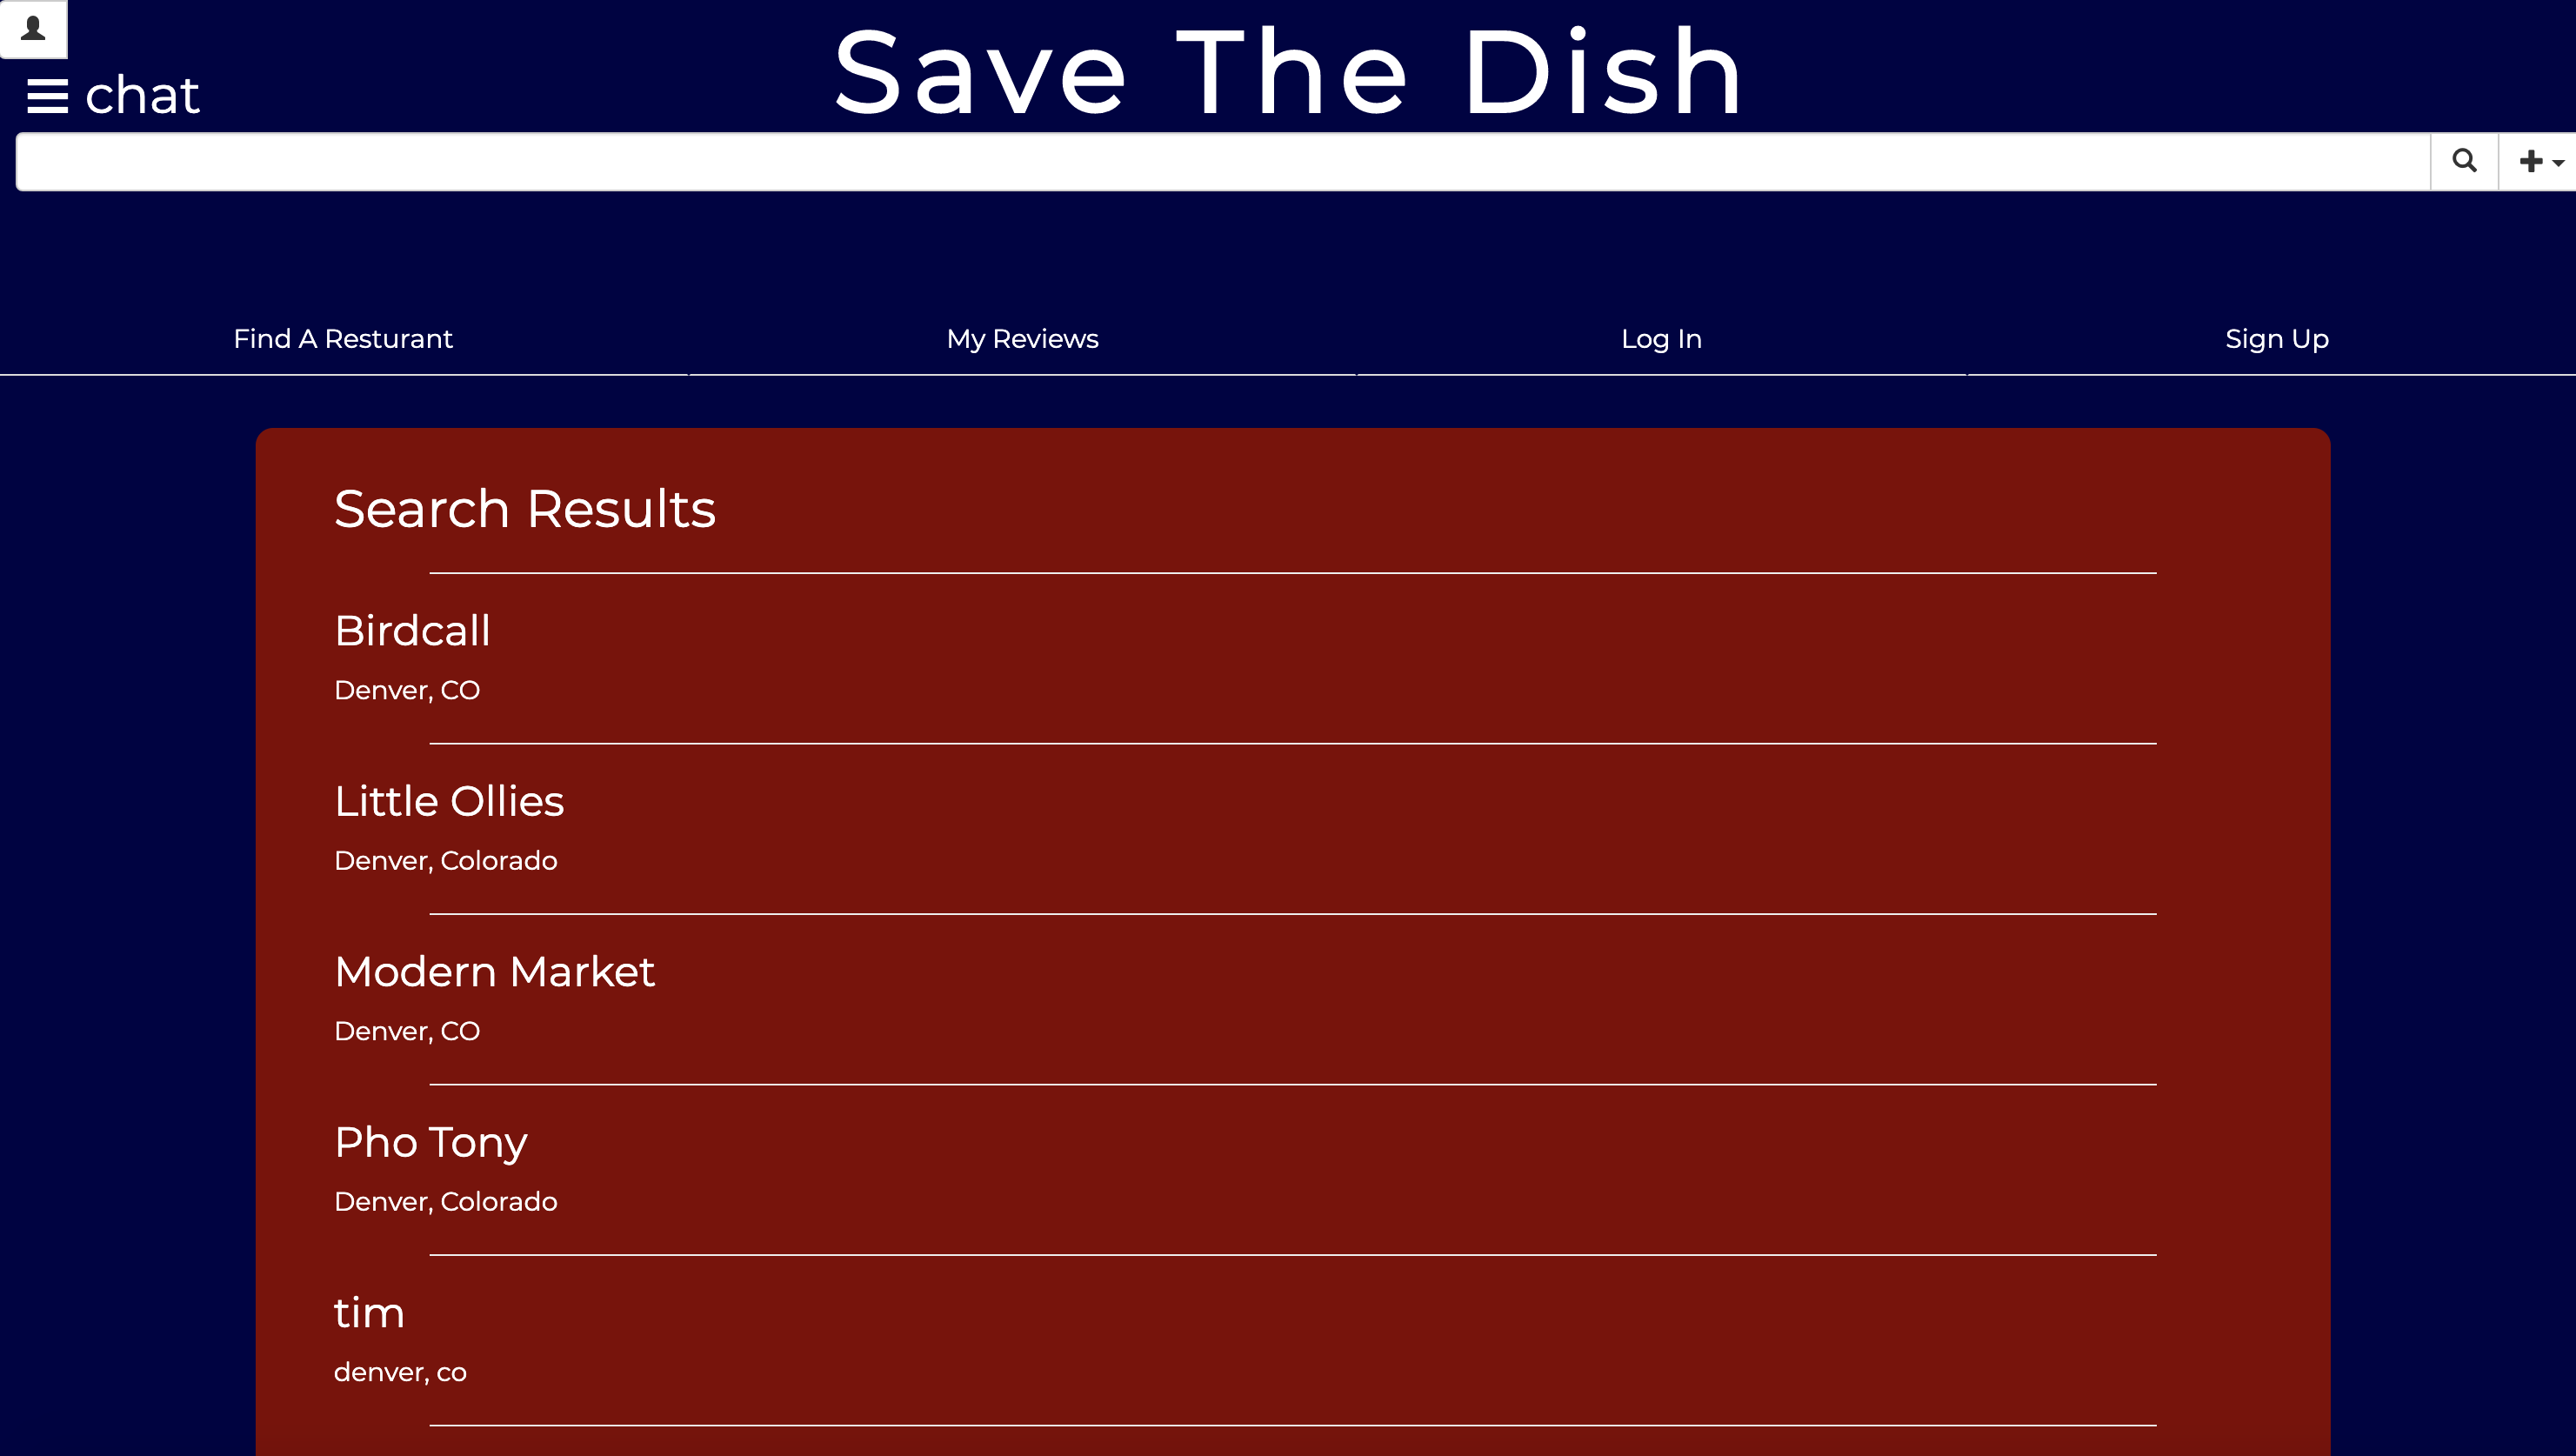 Save The Dish
chat
Find A Resturant
My Reviews
Log In
Sign Up
Search Results
Birdcall
Denver, CO
Little Ollies
Denver, Colorado
Modern Market
Denver, CO
Pho Tony
Denver, Colorado
tim
denver, co